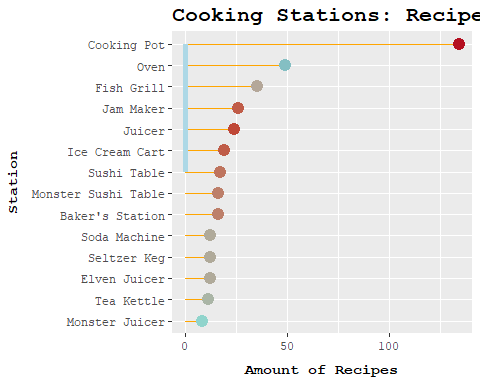 Cooking Stations: Recipe
Cooking Pot
Oven
Fish Grill
Jam Maker
Juicer
Ice Cream Cart
Sushi Table
Monster Sushi Table
Baker's Station
Soda Machine
Seltzer Keg
Elven Juicer
Tea Kettle
Monster Juicer
Station
0 50 100
Amount of Recipes